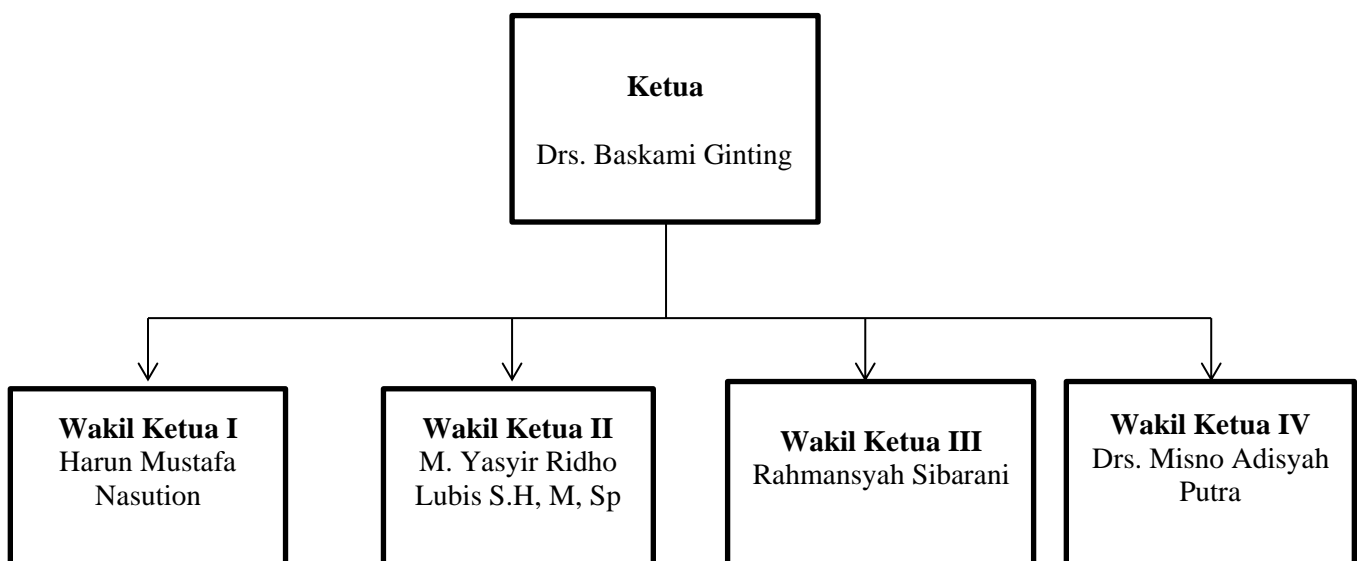 Ketua
Drs. Baskami Ginting
Wakil Ketua I
Harun Mustafa
Nasution
Wakil Ketua II
M. Yasyir Ridho
Lubis S.H, M, Sp
Wakil Ketua III
Rahmansyah Sibarani
Wakil Ketua IV
Drs. Misno Adisyah
Putra